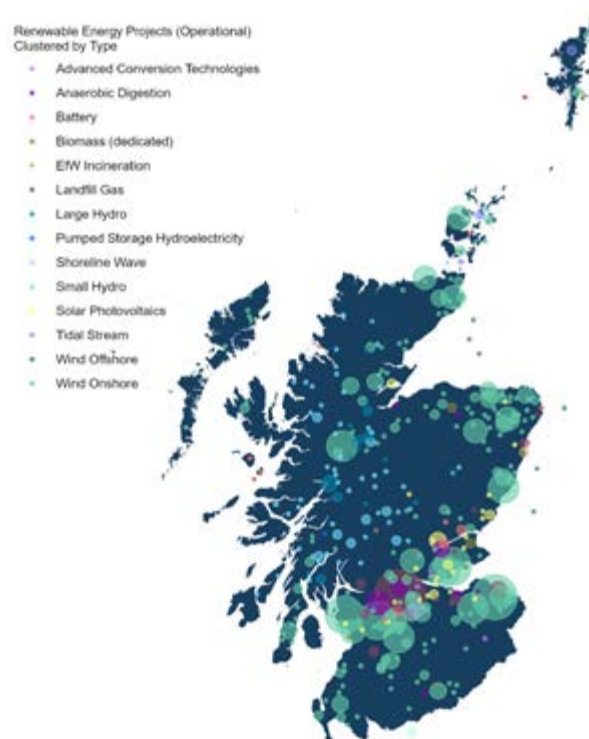 Renewable Energy Projects (Operational)
Clustered by Type
Advanced Conversion Technologies
Anaerobic Digestion
Battery
Biomass (dedicated)
EfW Incineration
Landfill Gas
Large Hydro
Pumped Storage Hydroelectricity
Shoreline Wave
Small Hydro
Solar Photovoltaics
Tidal Stream
Wind Offshore
Wind Onshore